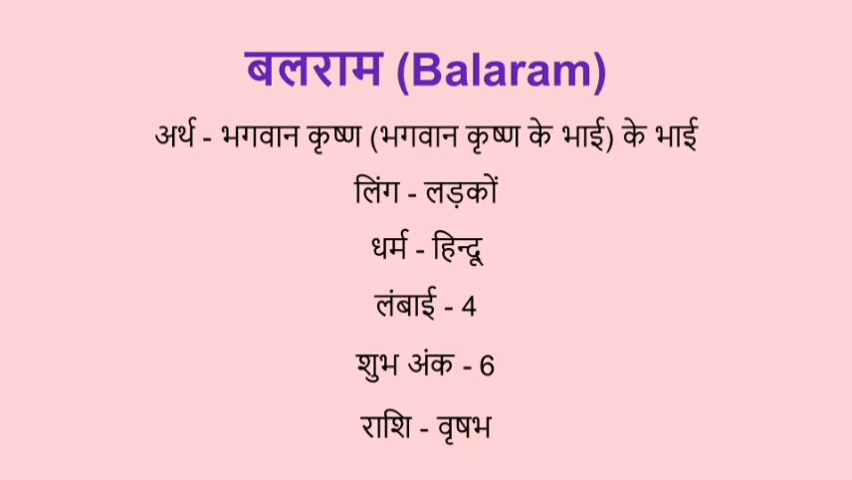 बलराम (Balaram)
अर्थ - भगवान कृष्ण (भगवान कृष्ण के भाई) के भाई
लिंग - लड़कों
धर्म - हिन्दू
लंबाई - 4
शुभ अंक - 6
राशि - वृषभ